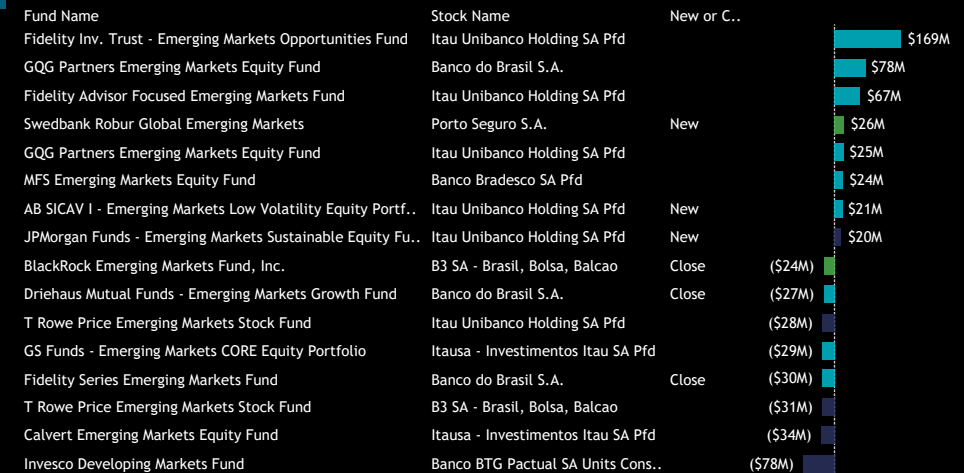 Fund Name Stock Name New or C..
Fidelity Inv. Trust - Emerging Markets Opportunities Fund Itau Unibanco Holding SA Pfd $169M
GQG Partners Emerging Markets Equity Fund Banco do Brasil S.A. $78M
Fidelity Advisor Focused Emerging Markets Fund Itau Unibanco Holding SA Pfd $67M
Swedbank Robur Global Emerging Markets Porto Seguro S.A. New $26M
GQG Partners Emerging Markets Equity Fund Itau Unibanco Holding SA Pfd $25M
MFS Emerging Markets Equity Fund Banco Bradesco SA Pfd $24M
AB SICAV I - Emerging Markets Low Volatility Equity Portf.. Itau Unibanco Holding SA Pfd New $21M
JPMorgan Funds - Emerging Markets Sustainable Equity Fu.. Itau Unibanco Holding SA Pfd New $20M
BlackRock Emerging Markets Fund, Inc. B3 SA - Brasil, Bolsa, Balcao Close ($24M)
Driehaus Mutual Funds - Emerging Markets Growth Fund Banco do Brasil S.A. Close ($27M)
T Rowe Price Emerging Markets Stock Fund Itau Unibanco Holding SA Pfd ($28M)
GS Funds - Emerging Markets CORE Equity Portfolio Itausa - Investimentos Itau SA Pfd ($29M)
Fidelity Series Emerging Markets Fund Banco do Brasil S.A. Close ($30M)
T Rowe Price Emerging Markets Stock Fund B3 SA - Brasil, Bolsa, Balcao ($31M)
Calvert Emerging Markets Equity Fund Itausa - Investimentos Itau SA Pfd ($34M)
Invesco Developing Markets Fund Banco BTG Pactual SA Units Cons.. ($78M)